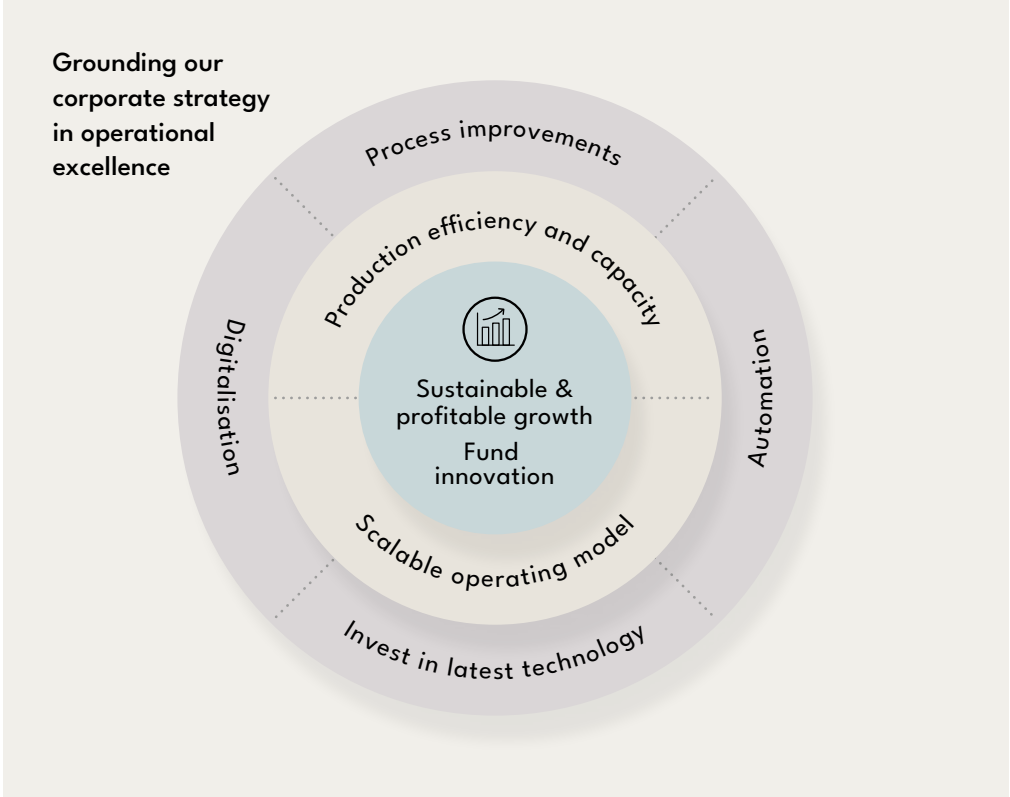 Grounding our
corporate strategy
in operational
excellence
Process improvements
Production efficiency and capacity
Digitalisation
Automation
Sustainable &
profitable growth
Fund
innovation
Scalable operating model
Invest in latest technology